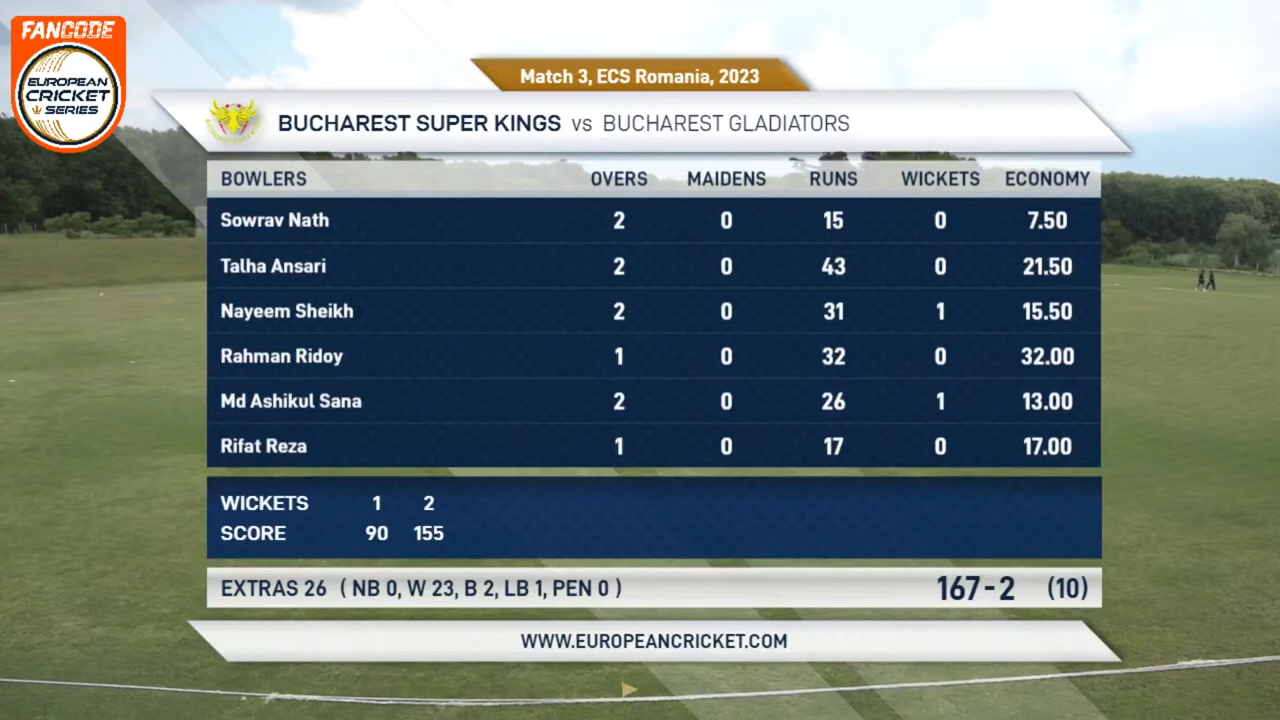 FANCODE
EUROPEAN
CRICKET
SERIES
Match 3, ECS Romania, 2023
BUCHAREST SUPER KINGS vs BUCHAREST GLADIATORS
BOWLERS OVERS MAIDENS RUNS WICKETS ECONOMY
Sowrav Nath 2 0 15 0 7.50
Talha Ansari 2 0 43 0 21.50
Nayeem Sheikh 2 0 31 1 15.50
Rahman Ridoy 1 0 32 0 32.00
Md Ashikul Sana 2 0 26 1 13.00
Rifat Reza 1 0 17 0 17.00
WICKETS 1 2
SCORE 90 155
EXTRAS 26 ( NB 0, W 23, B 2, LB 1, PEN 0 ) 167-2 (10)
WWW.EUROPEANCRICKET.COM